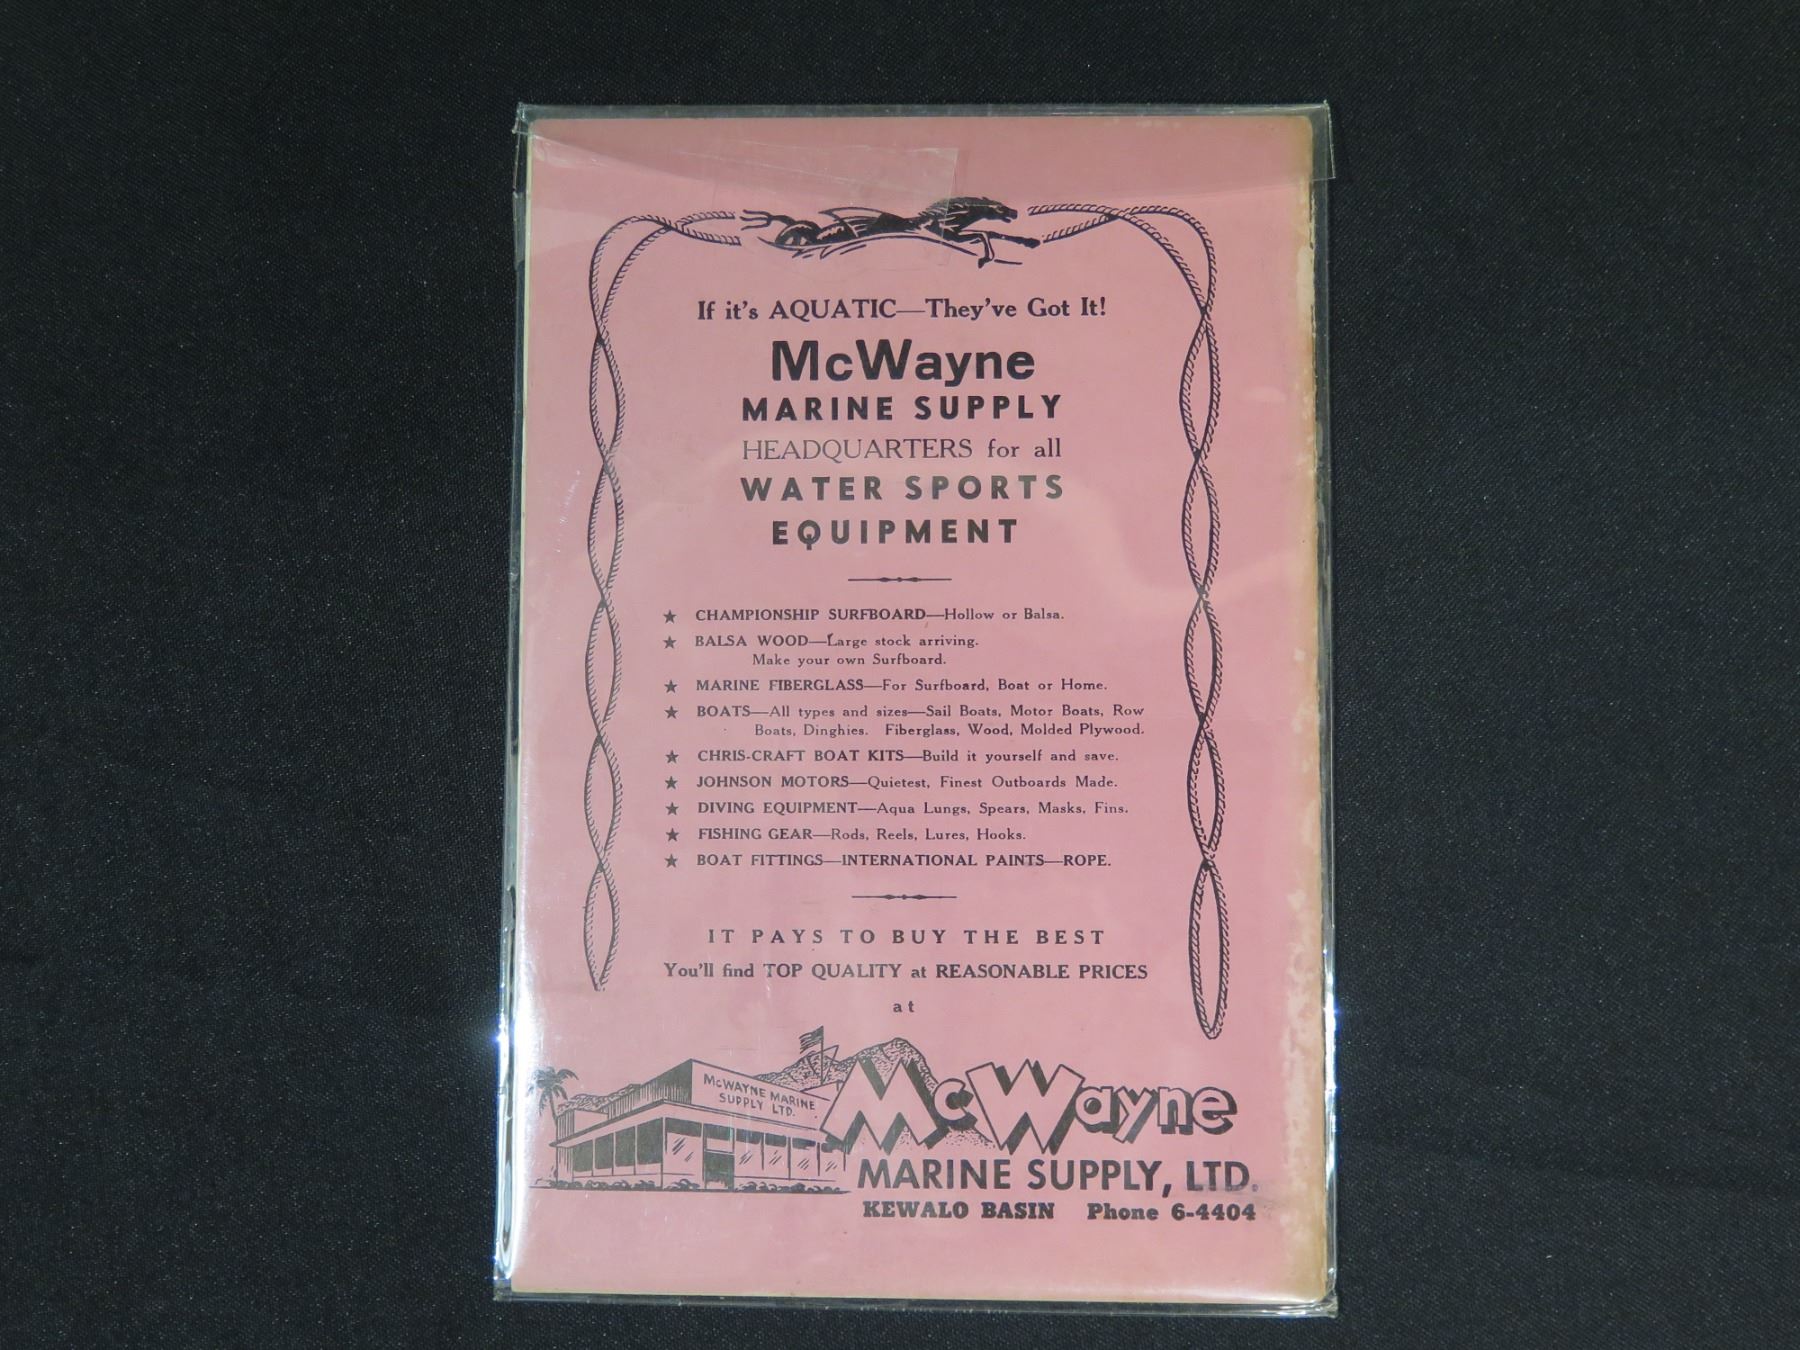 If it's AQUATIC—They've Got It!
McWayne
MARINE SUPPLY
HEADQUARTERS for all
WATER SPORTS
EQUIPMENT
★ CHAMPIONSHIP SURFBOARD—Hollow or Balsa.
★ BALSA WOOD—Large stock arriving.
Make your own Surfboard.
★ MARINE FIBERGLASS—For Surfboard, Boat or Home.
★ BOATS—All types and sizes—Sail Boats, Motor Boats, Row
Boats, Dinghies. Fiberglass, Wood, Molded Plywood.
★ CHRIS-CRAFT BOAT KITS—Build it yourself and save.
★ JOHNSON MOTORS—Quietest, Finest Outboards Made.
★ DIVING EQUIPMENT—Aqua Lungs, Spears, Masks, Fins.
★ FISHING GEAR—Rods, Reels, Lures, Hooks.
★ BOAT FITTINGS—INTERNATIONAL PAINTS—ROPE.
IT PAYS TO BUY THE BEST
You'll find TOP QUALITY at REASONABLE PRICES
at
McWAYNE MARINE
SUPPLY LTD.
McWayne
MARINE SUPPLY, LTD.
KEWALO BASIN Phone 6-4404